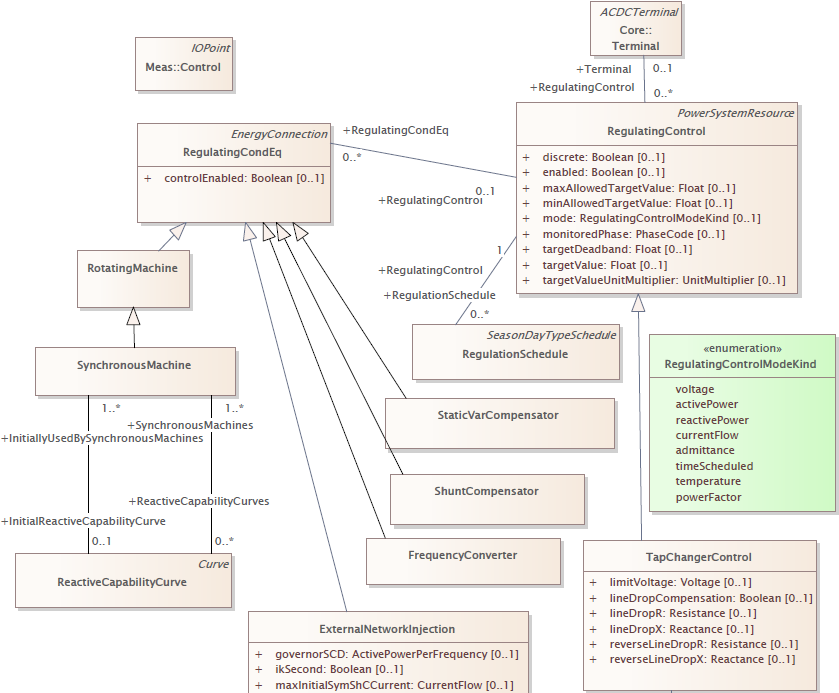 ACDCTerminal
Core::
Terminal
IOPoint
Meas::Control
+Terminal
0..1
+RegulatingControl
0..*
EnergyConnection
RegulatingCondEq
+ controlEnabled: Boolean [0..1]
+RegulatingCondEq
0..*
PowerSystemResource
RegulatingControl
+ discrete: Boolean [0..1]
+ enabled: Boolean [0..1]
+ maxAllowedTargetValue: Float [0..1]
+ minAllowedTargetValue: Float [0..1]
+ mode: RegulatingControlModeKind [0..1]
+ monitoredPhase: PhaseCode [0..1]
+ targetDeadband: Float [0..1]
+ targetValue: Float [0..1]
+ targetValueUnitMultiplier: UnitMultiplier [0..1]
0..1
+RegulatingControl
1
+RegulatingControl
+RegulationSchedule
0..*
RotatingMachine
SeasonDayTypeSchedule
RegulationSchedule
«enumeration»
RegulatingControlModeKind
voltage
activePower
reactivePower
currentFlow
admittance
timeScheduled
temperature
powerFactor
SynchronousMachine
1..*
1..*
+SynchronousMachines
+InitiallyUsedBySynchronousMachines
StaticVarCompensator
ShuntCompensator
+ReactiveCapabilityCurves
+InitialReactiveCapabilityCurve
0..1
0..*
Curve
ReactiveCapabilityCurve
FrequencyConverter
TapChangerControl
+ limitVoltage: Voltage [0..1]
+ lineDropCompensation: Boolean [0..1]
+ lineDropR: Resistance [0..1]
+ lineDropX: Reactance [0..1]
+ reverseLineDropR: Resistance [0..1]
+ reverseLineDropX: Reactance [0..1]
ExternalNetworkInjection
+ governorSCD: ActivePowerPerFrequency [0..1]
+ ikSecond: Boolean [0..1]
+ maxInitialSymShCCurrent: CurrentFlow [0..1]